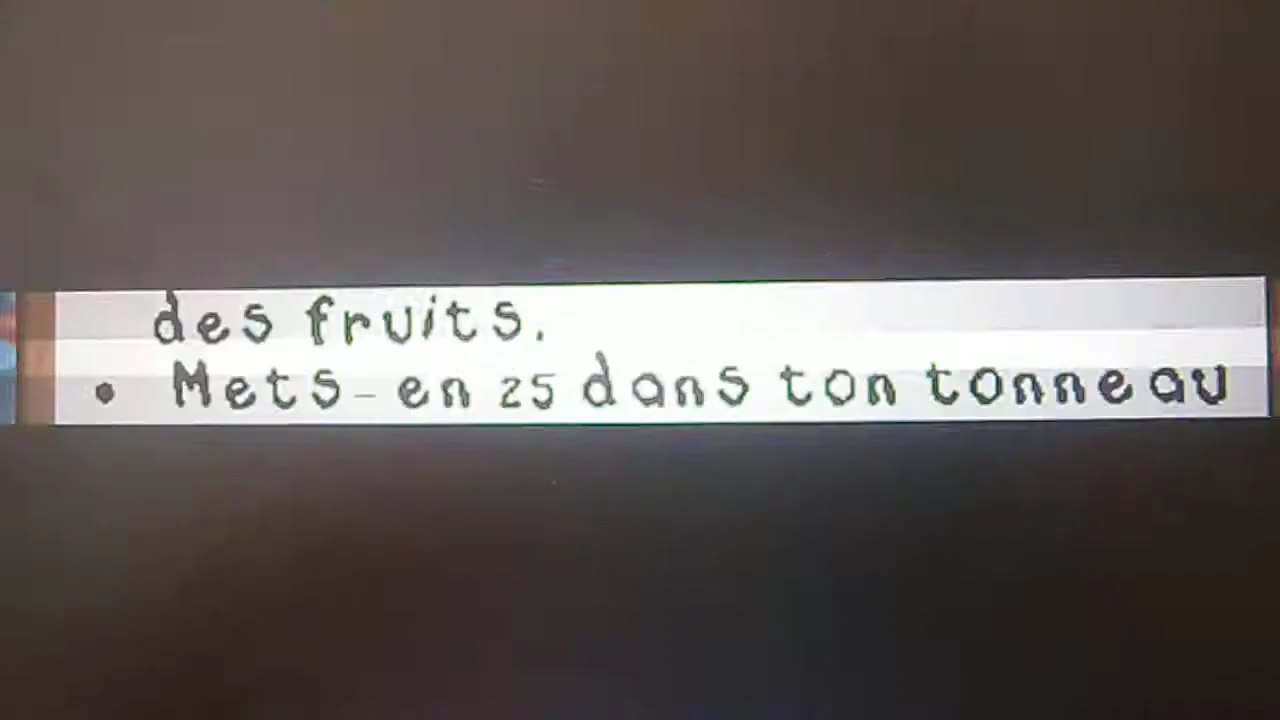 des fruits.
• Mets-en 25 dans ton tonneau